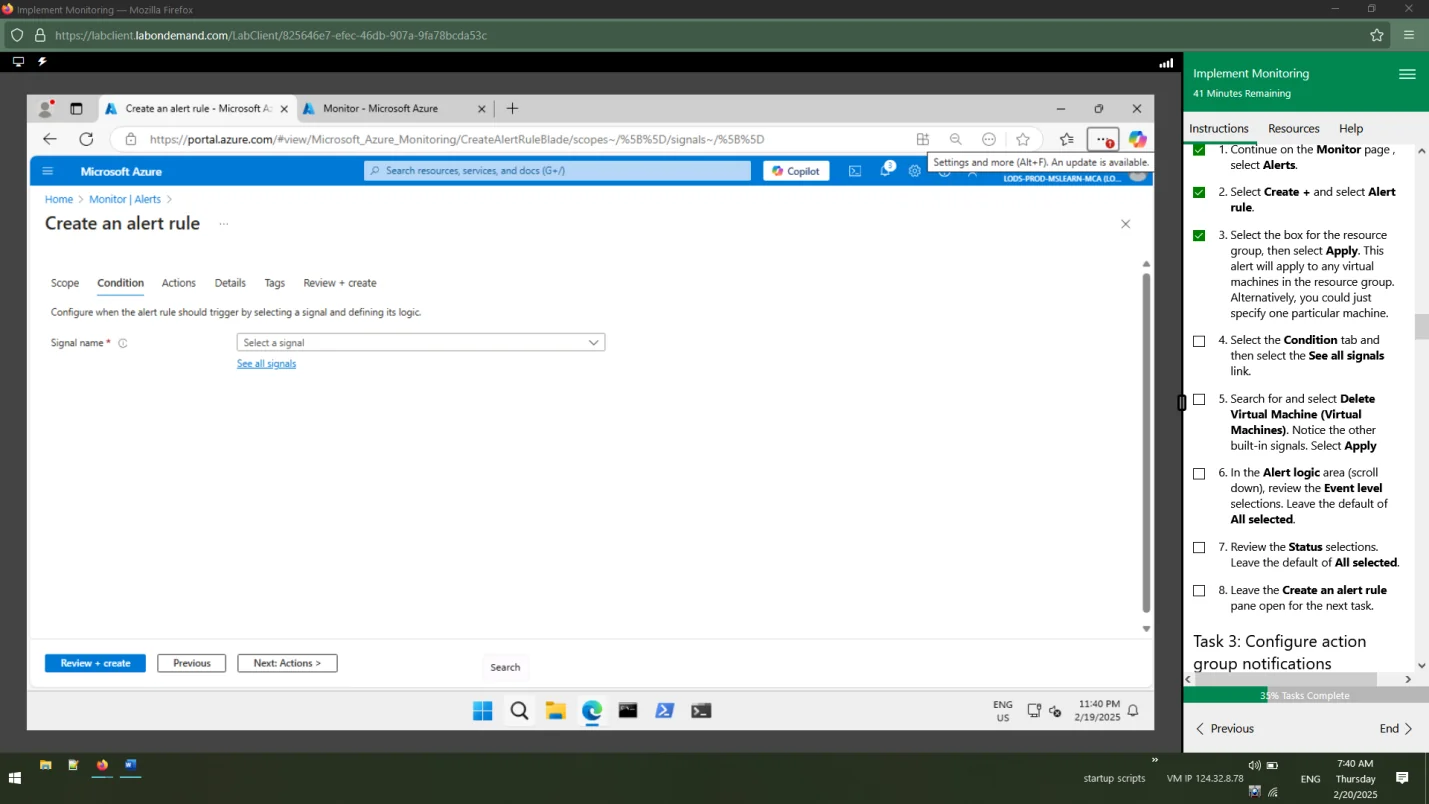 Implement Monitoring — Mozilla Firefox
https://labclient.labondemand.com/LabClient/825646e7-efec-46db-907a-9fa78bcda53c
Create an alert rule - Microsoft Az
Monitor - Microsoft Azure
https://portal.azure.com/#view/Microsoft_Azure_Monitoring/CreateAlertRuleBlade/scopes~/%5B%5D/signals~/%5B%5D
Settings and more (Alt+F). An update is available.
Microsoft Azure
Search resources, services, and docs (G+/)
Copilot
3
LODS-PROD-MSLEARN-MCA (LO...
Home > Monitor | Alerts >
Create an alert rule ...
Scope Condition Actions Details Tags Review + create
Configure when the alert rule should trigger by selecting a signal and defining its logic.
Signal name *
Select a signal
See all signals
Review + create
Previous
Next: Actions >
Search
ENG
US
11:40 PM
2/19/2025
Implement Monitoring
41 Minutes Remaining
Instructions Resources Help
1. Continue on the Monitor page ,
select Alerts.
2. Select Create + and select Alert
rule.
3. Select the box for the resource
group, then select Apply. This
alert will apply to any virtual
machines in the resource group.
Alternatively, you could just
specify one particular machine.
4. Select the Condition tab and
then select the See all signals
link.
5. Search for and select Delete
Virtual Machine (Virtual
Machines). Notice the other
built-in signals. Select Apply
6. In the Alert logic area (scroll
down), review the Event level
selections. Leave the default of
All selected.
7. Review the Status selections.
Leave the default of All selected.
8. Leave the Create an alert rule
pane open for the next task.
Task 3: Configure action
group notifications
35% Tasks Complete
Previous
End
startup scripts
VM IP 124.32.8.78
ENG
7:40 AM
Thursday
2/20/2025